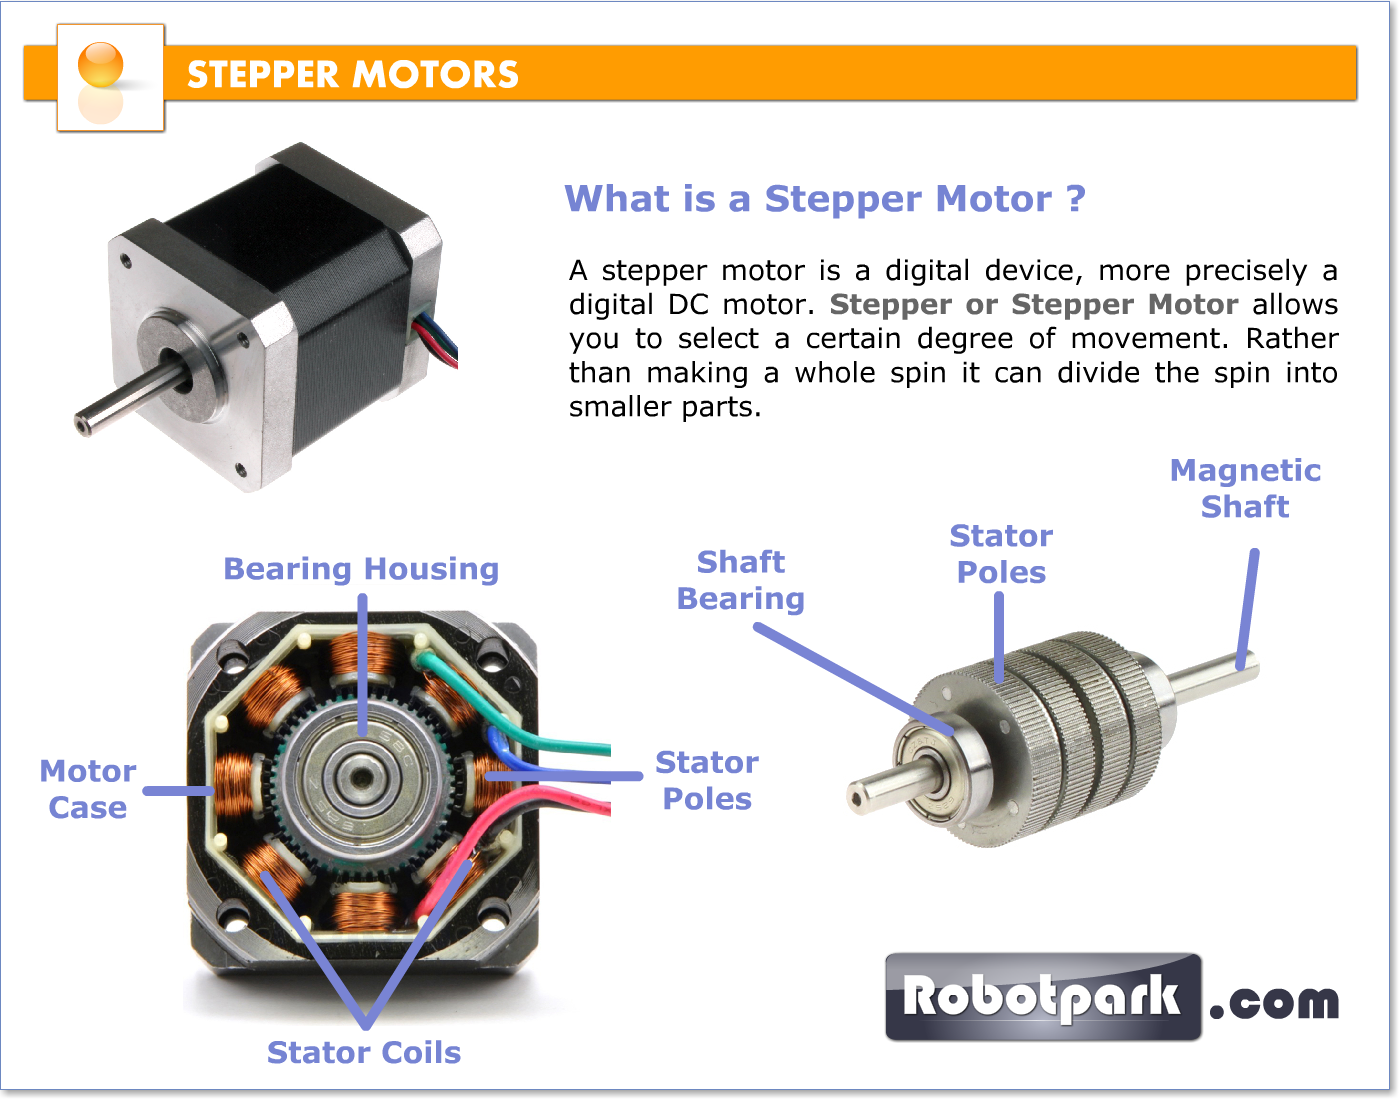 STEPPER MOTORS
What is a Stepper Motor ?
A stepper motor is a digital device, more precisely a
digital DC motor. Stepper or Stepper Motor allows
you to select a certain degree of movement. Rather
than making a whole spin it can divide the spin into
smaller parts.
Magnetic
Shaft
Stator
Poles
Shaft
Bearing
Bearing Housing
Motor
Case
Stator
Poles
Stator Coils
Robotpark.com